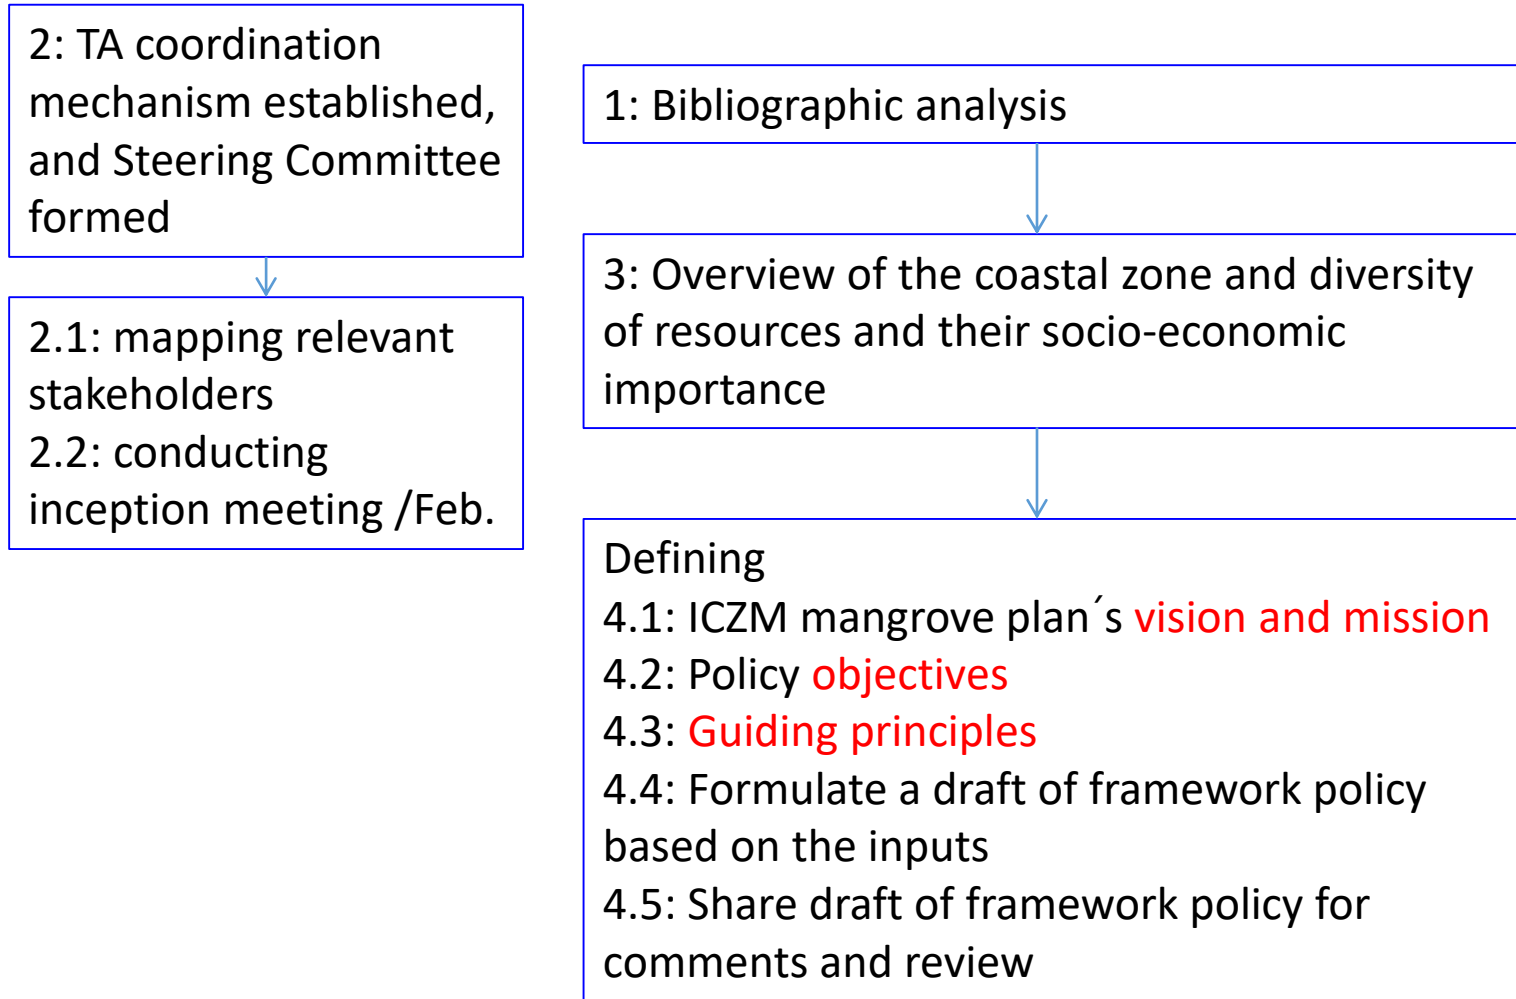 2: TA coordination
mechanism established,
and Steering Committee
formed
2.1: mapping relevant
stakeholders
2.2: conducting
inception meeting /Feb.
1: Bibliographic analysis
3: Overview of the coastal zone and diversity
of resources and their socio-economic
importance
Defining
4.1: ICZM mangrove plan´s vision and mission
4.2: Policy objectives
4.3: Guiding principles
4.4: Formulate a draft of framework policy
based on the inputs
4.5: Share draft of framework policy for
comments and review